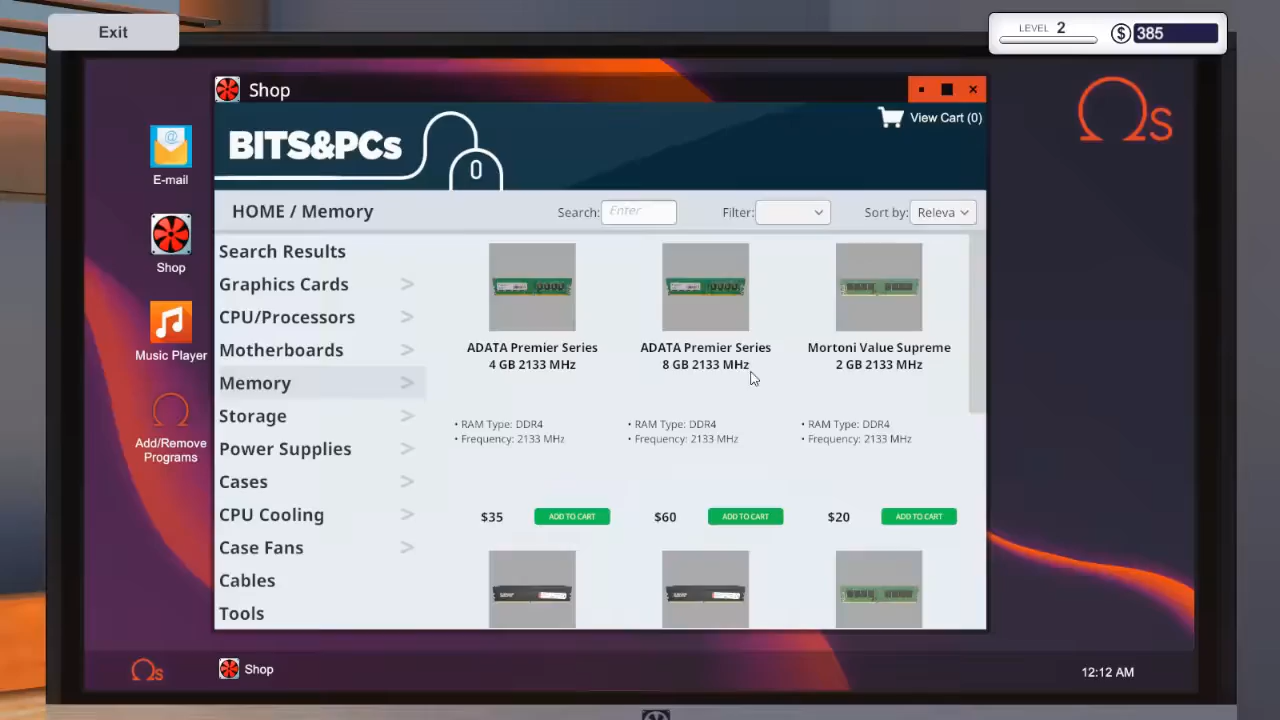 Exit
LEVEL 2
$ 385
Shop
BITS&PCs
View Cart (0)
HOME / Memory
Search: Enter
Filter:
Sort by: Releva
E-mail
Shop
Music Player
Add/Remove
Programs
Search Results
Graphics Cards >
CPU/Processors >
Motherboards >
Memory >
Storage >
Power Supplies >
Cases >
CPU Cooling >
Case Fans >
Cables
Tools
ADATA Premier Series
4 GB 2133 MHz
• RAM Type: DDR4
• Frequency: 2133 MHz
$35 ADD TO CART
ADATA Premier Series
8 GB 2133 MHz
• RAM Type: DDR4
• Frequency: 2133 MHz
$60 ADD TO CART
Mortoni Value Supreme
2 GB 2133 MHz
• RAM Type: DDR4
• Frequency: 2133 MHz
$20 ADD TO CART
ΩS
ΩS
Shop
12:12 AM